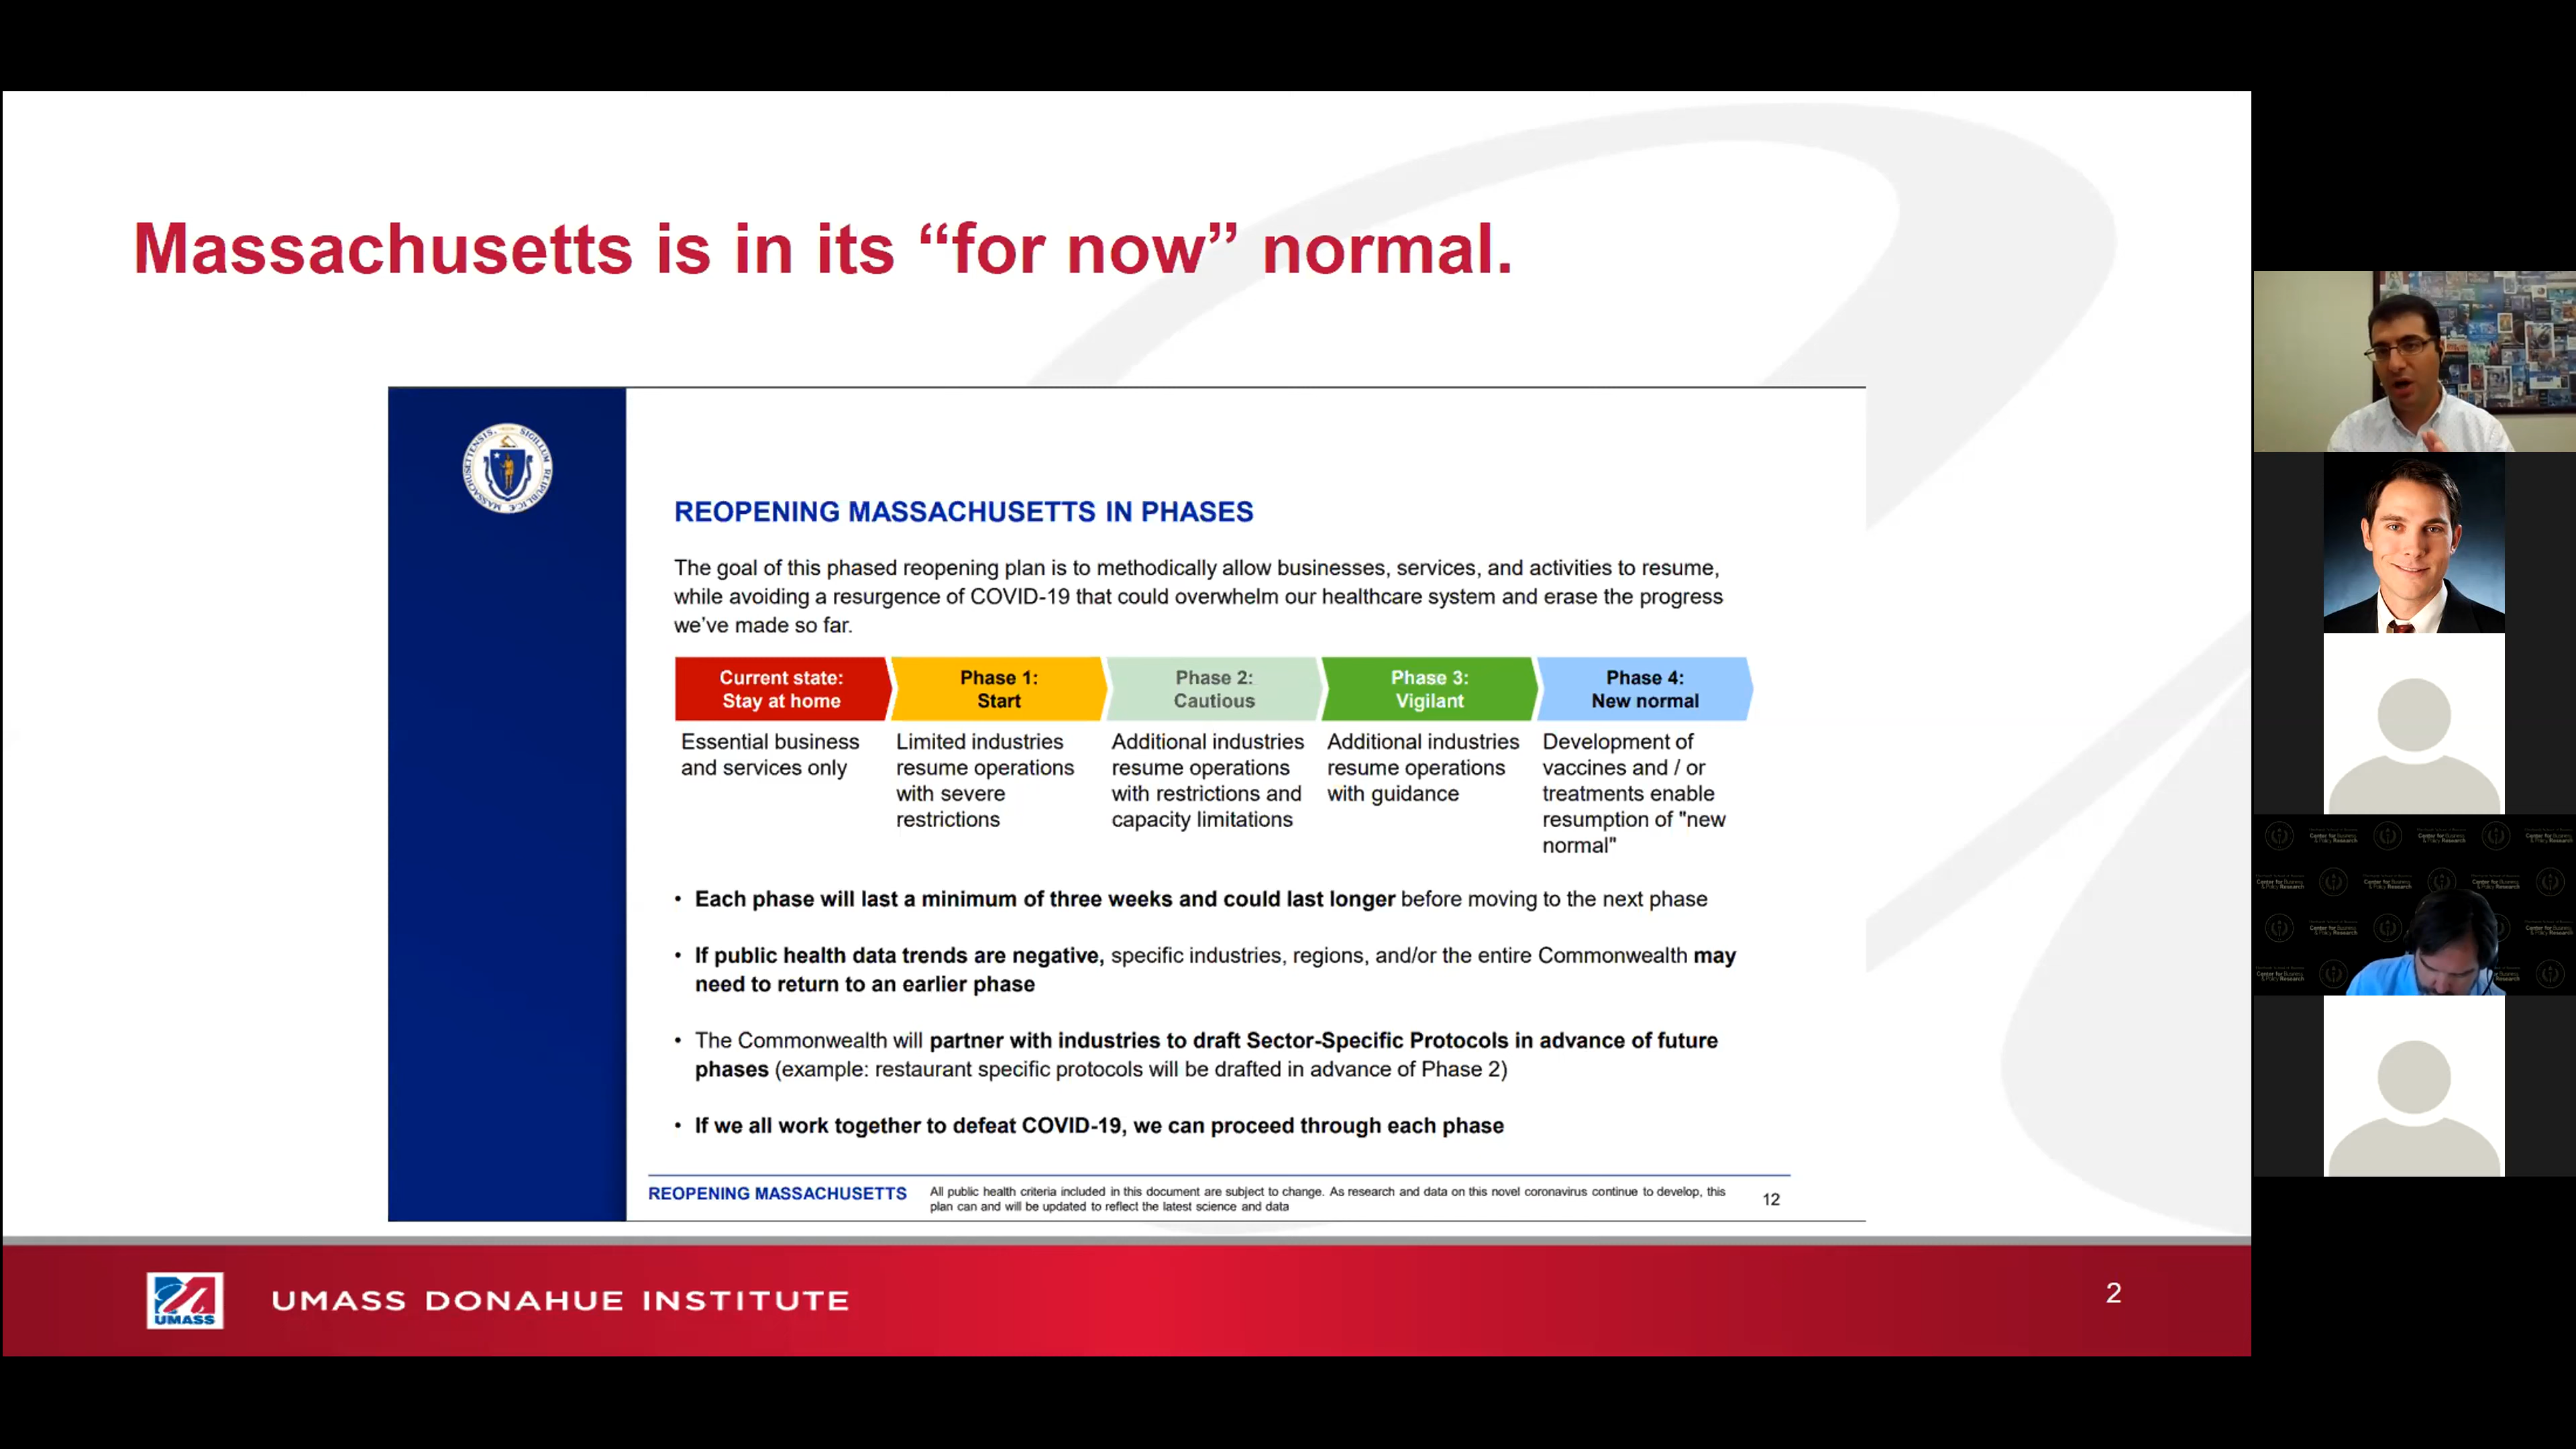 Massachusetts is in its “for now” normal.
REOPENING MASSACHUSETTS IN PHASES
The goal of this phased reopening plan is to methodically allow businesses, services, and activities to resume,
while avoiding a resurgence of COVID-19 that could overwhelm our healthcare system and erase the progress
we’ve made so far.
Current state:
Stay at home
Phase 1:
Start
Phase 2:
Cautious
Phase 3:
Vigilant
Phase 4:
New normal
Essential business
and services only
Limited industries
resume operations
with severe
restrictions
Additional industries
resume operations
with restrictions and
capacity limitations
Additional industries
resume operations
with guidance
Development of
vaccines and / or
treatments enable
resumption of "new
normal"
• Each phase will last a minimum of three weeks and could last longer before moving to the next phase
• If public health data trends are negative, specific industries, regions, and/or the entire Commonwealth may
need to return to an earlier phase
• The Commonwealth will partner with industries to draft Sector-Specific Protocols in advance of future
phases (example: restaurant specific protocols will be drafted in advance of Phase 2)
• If we all work together to defeat COVID-19, we can proceed through each phase
REOPENING MASSACHUSETTS
All public health criteria included in this document are subject to change. As research and data on this novel coronavirus continue to develop, this
plan can and will be updated to reflect the latest science and data
12
UMASS
UMASS DONAHUE INSTITUTE
2
Center for Business
& Policy Research